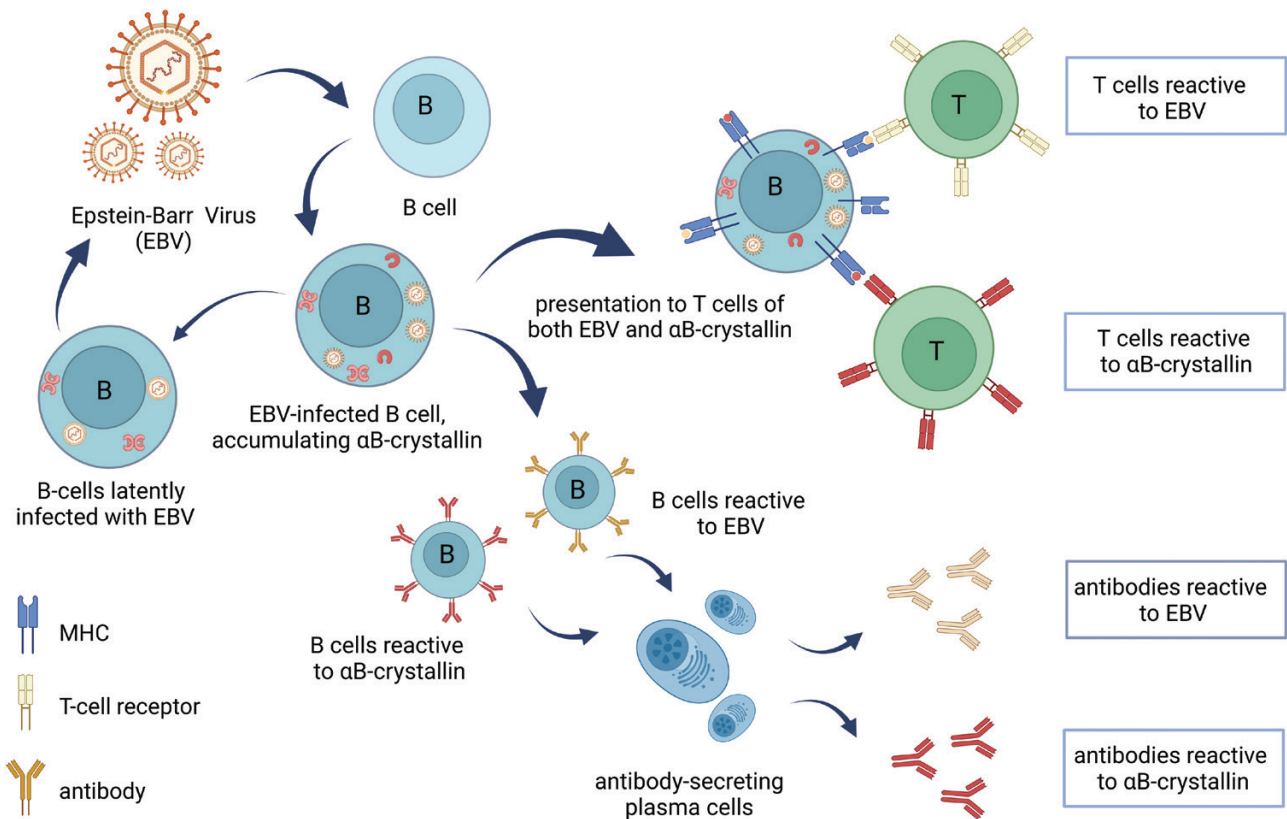 Epstein-Barr Virus
(EBV)
B
B cell
B
EBV-infected B cell,
accumulating αB-crystallin
B
B-cells latently
infected with EBV
B
presentation to T cells of
both EBV and αB-crystallin
T
T cells reactive
to EBV
T
T cells reactive
to αB-crystallin
B
B cells reactive
to EBV
B
B cells reactive
to αB-crystallin
antibody-secreting
plasma cells
antibodies reactive
to EBV
antibodies reactive
to αB-crystallin
MHC
T-cell receptor
antibody